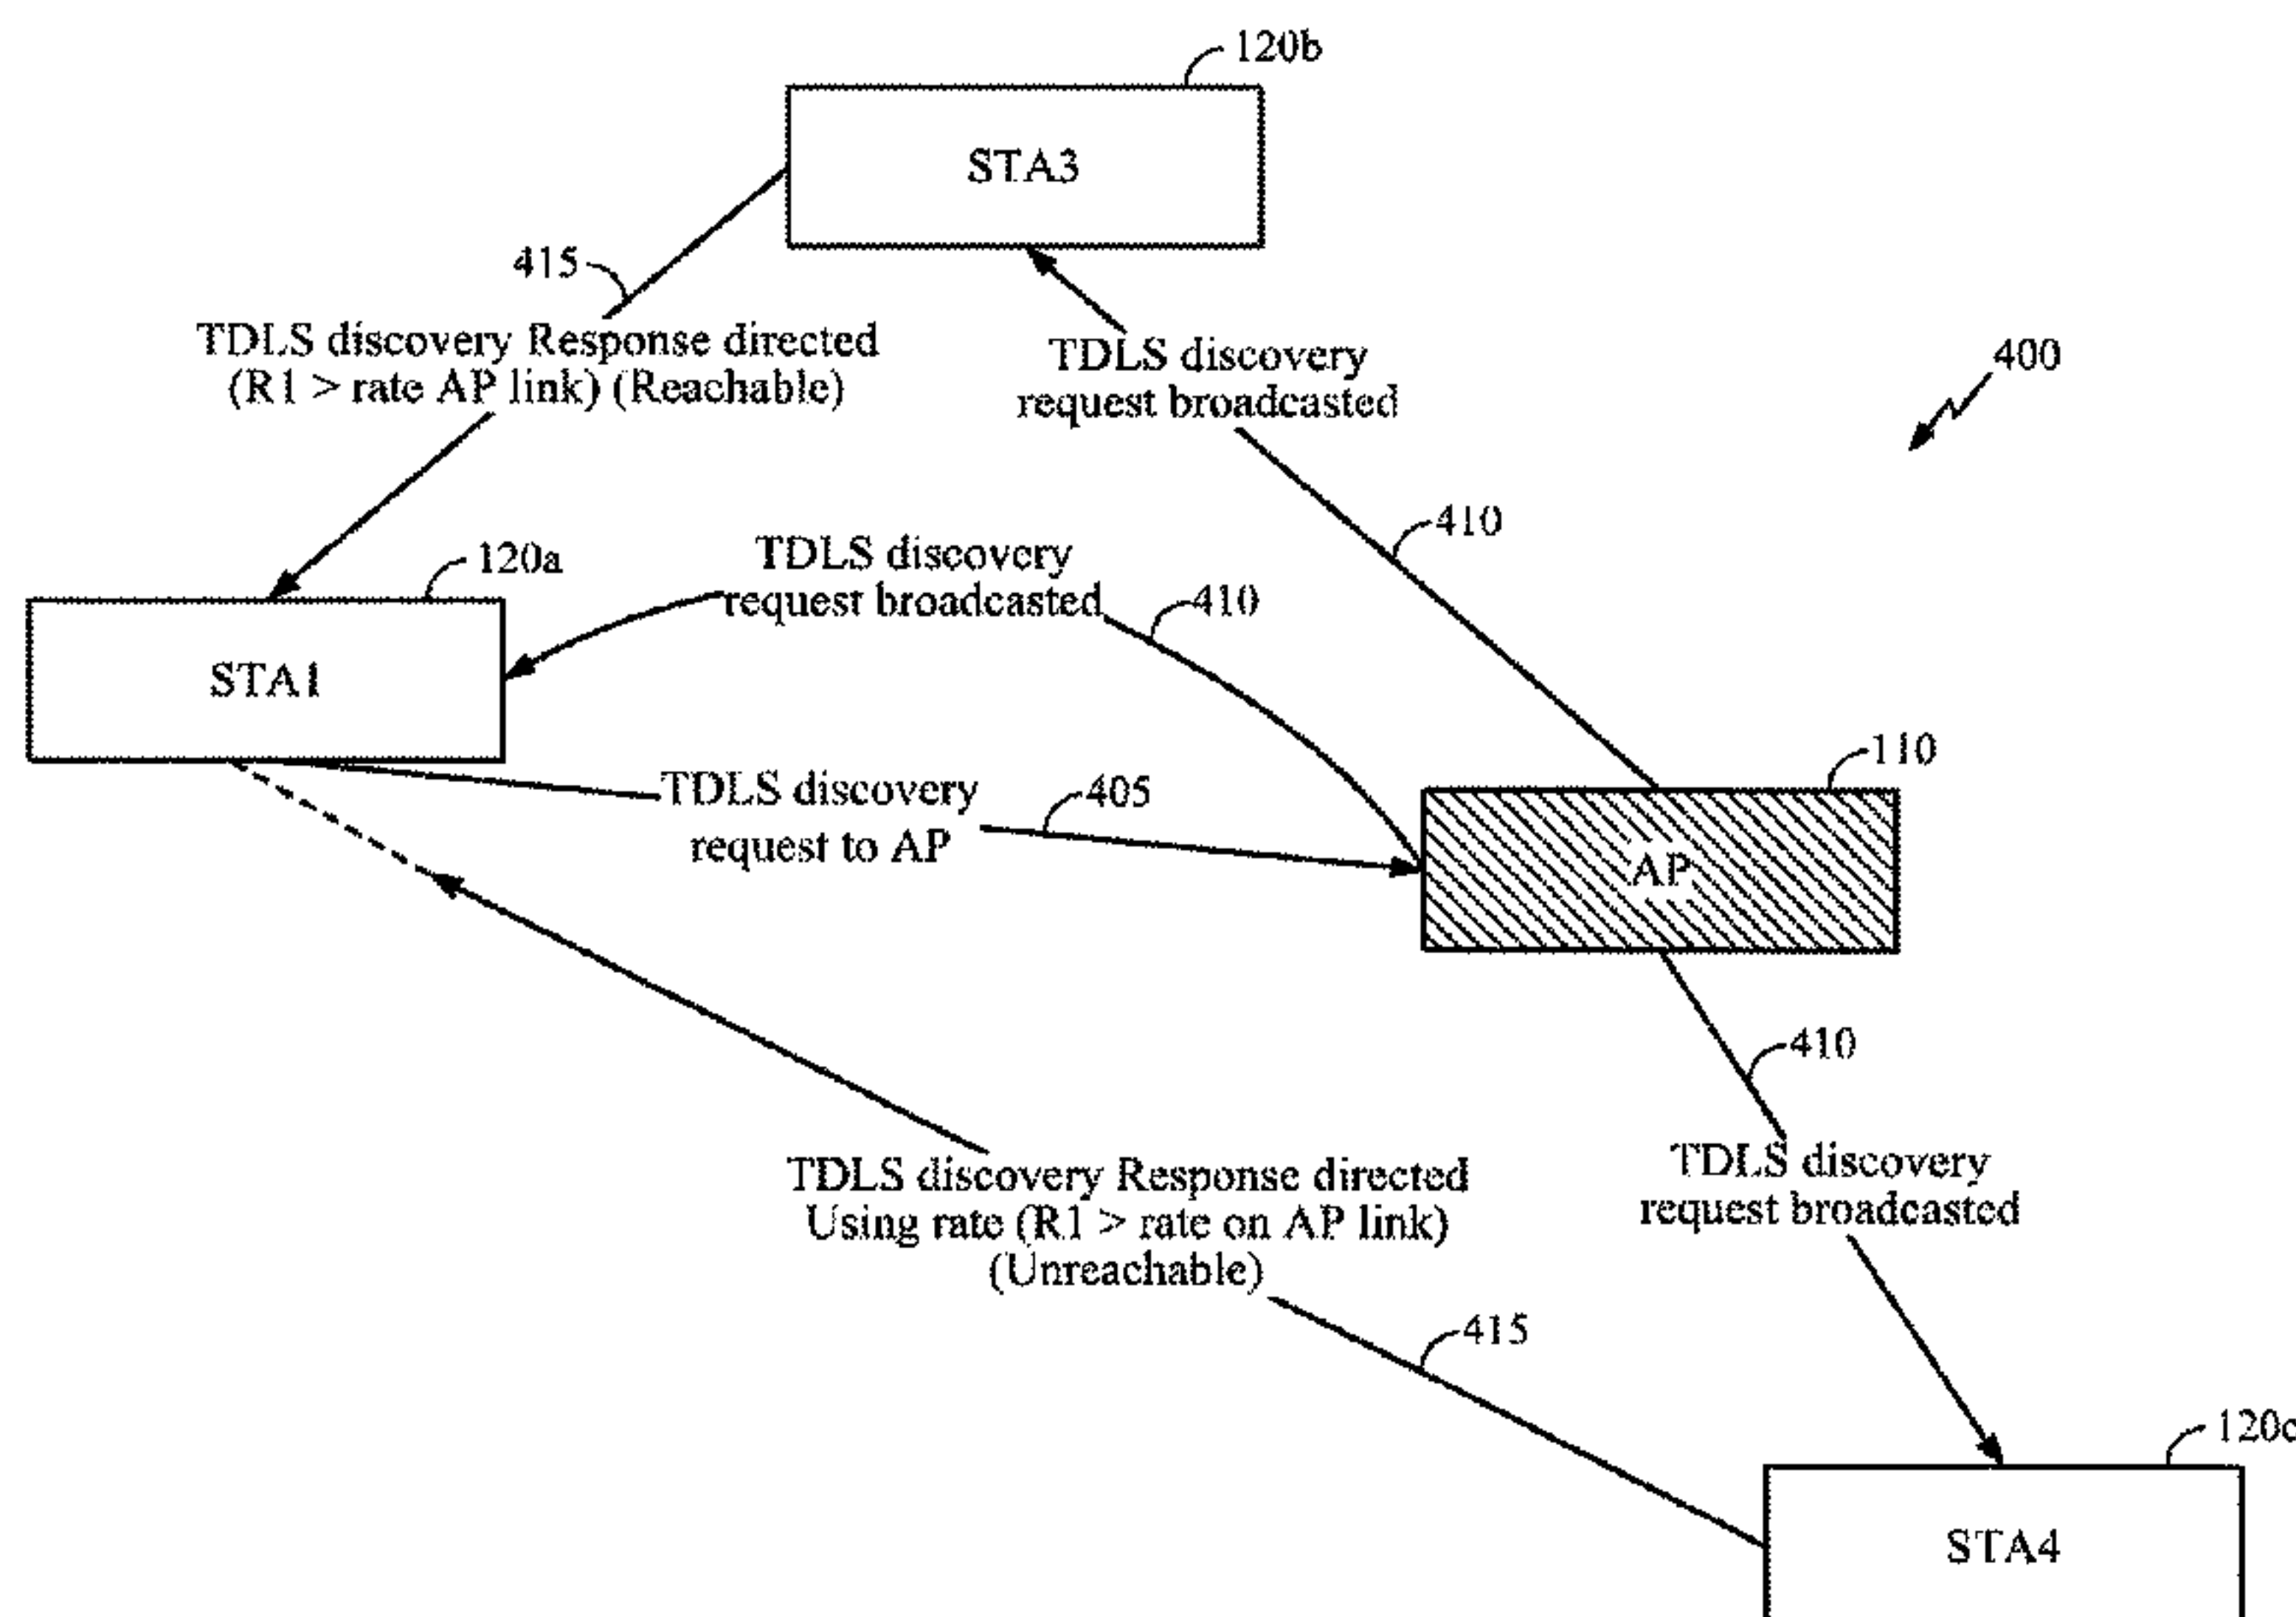 120b
STA3
415
TDLS discovery Response directed
(R1 > rate AP link) (Reachable)
TDLS discovery
request broadcasted
400
410
120a
TDLS discovery
request broadcasted
410
STA1
110
TDLS discovery
request to AP
405
AP
410
TDLS discovery
request broadcasted
TDLS discovery Response directed
Using rate (R1 > rate on AP link)
(Unreachable)
415
120c
STA4